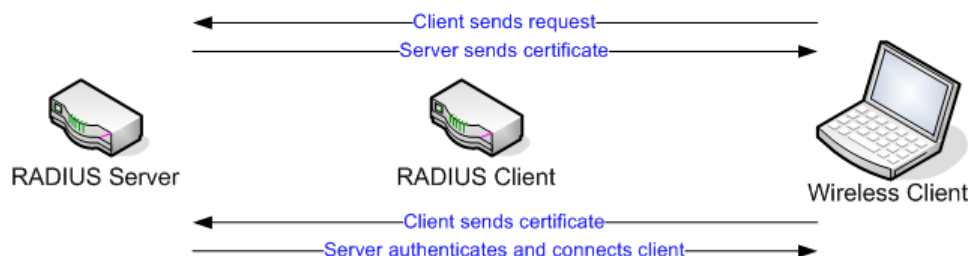 Client sends request
Server sends certificate
RADIUS Server
RADIUS Client
Wireless Client
Client sends certificate
Server authenticates and connects client